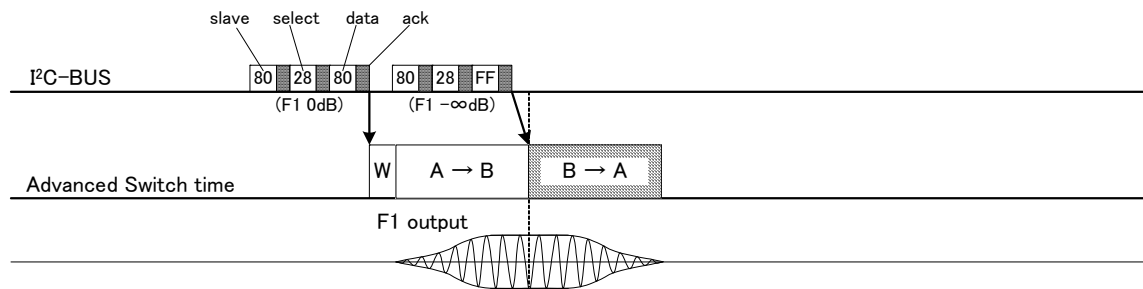 slave select data ack
I²C-BUS 80 28 80 80 28 FF
(F1 0dB) (F1 -∞dB)
W A → B B → A
Advanced Switch time
F1 output